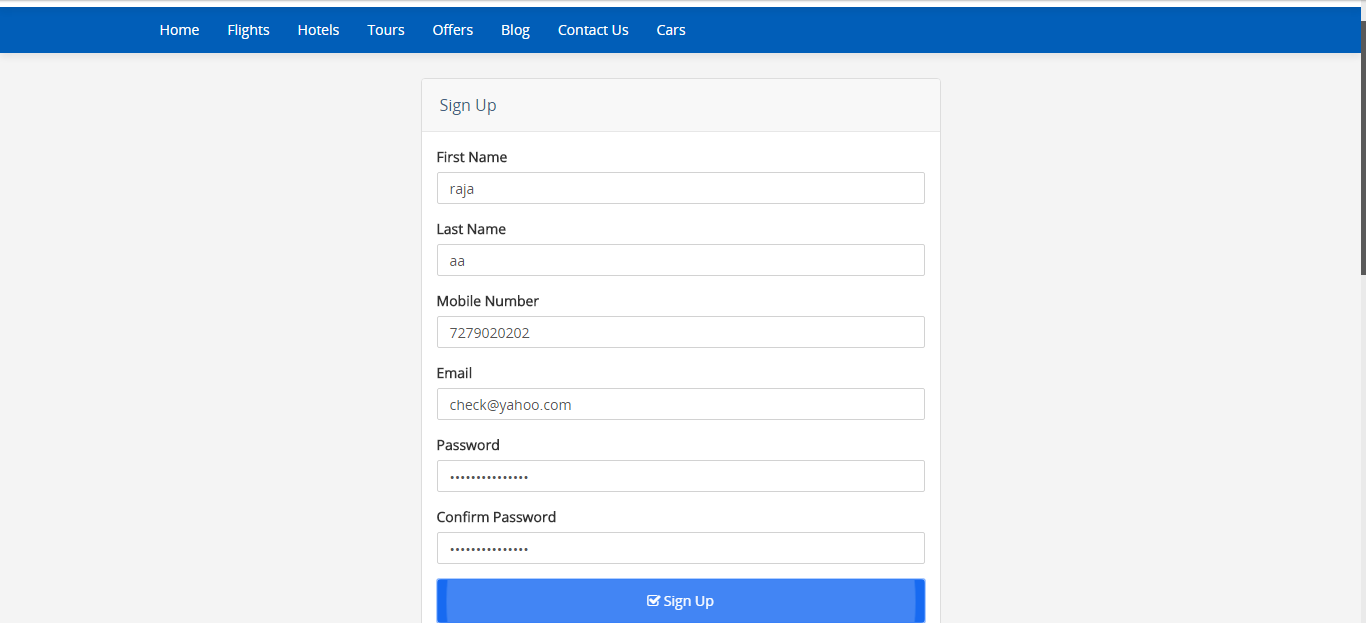 Home Flights Hotels Tours Offers Blog Contact Us Cars
Sign Up
First Name
raja
Last Name
aa
Mobile Number
7279020202
Email
check@yahoo.com
Password
•••••••••••••••
Confirm Password
•••••••••••••••
Sign Up